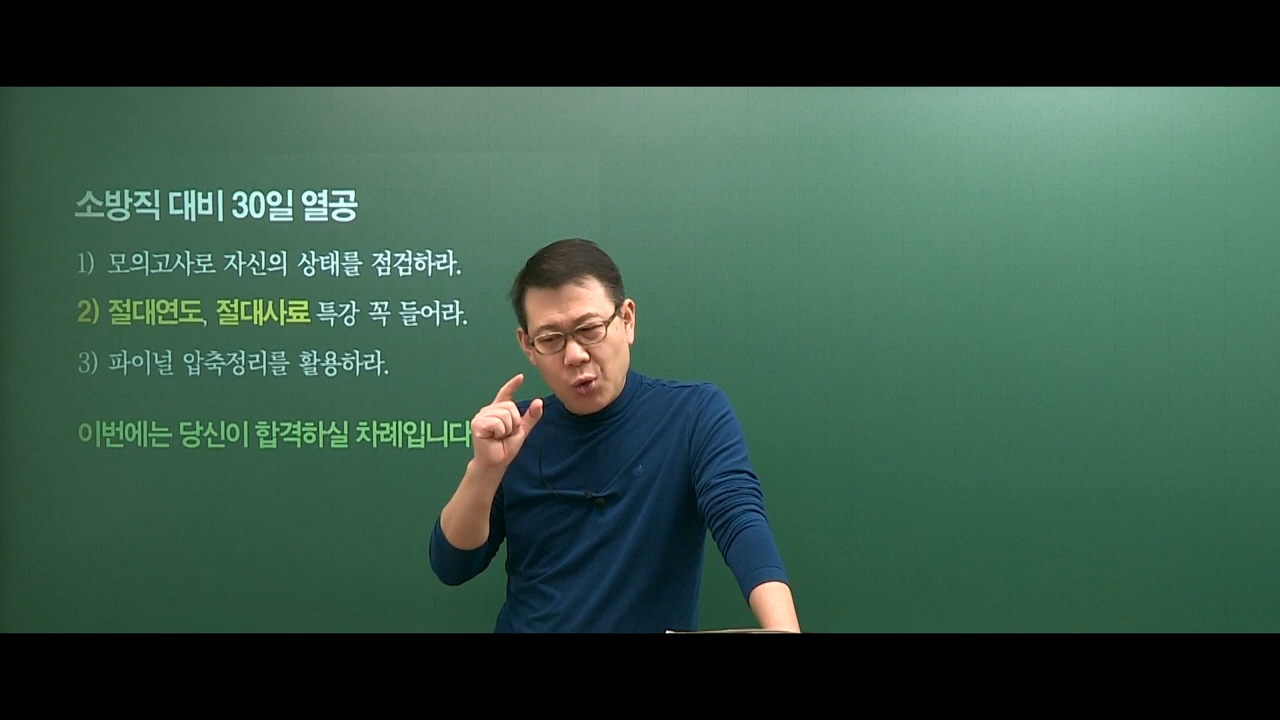 소방직 대비 30일 열공
1) 모의고사로 자신의 상태를 점검하라.
2) 절대연도, 절대사료 특강 꼭 들어라.
3) 파이널 압축정리를 활용하라.
이번에는 당신이 합격하실 차례입니다